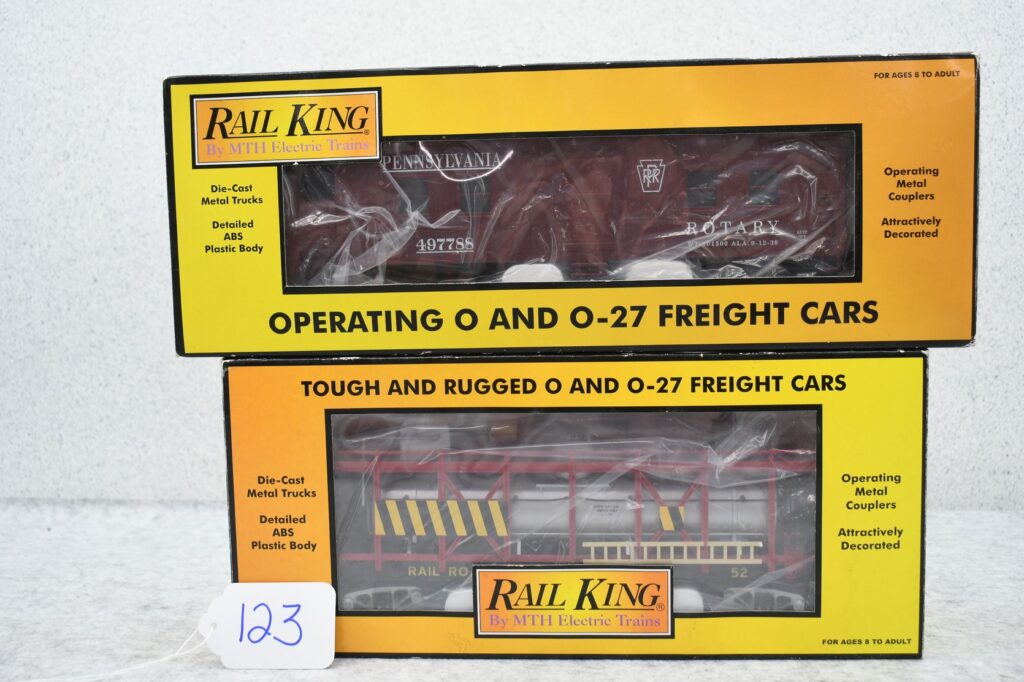 FOR AGES 8 TO ADULT
RAIL KING®
By MTH Electric Trains
Die-Cast
Metal Trucks
Detailed
ABS
Plastic Body
PENNSYLVANIA
497788
PRR
ROTARY
Operating
Metal
Couplers
Attractively
Decorated
OPERATING O AND O-27 FREIGHT CARS
TOUGH AND RUGGED O AND O-27 FREIGHT CARS
Die-Cast
Metal Trucks
Detailed
ABS
Plastic Body
RAIL RO
52
Operating
Metal
Couplers
Attractively
Decorated
RAIL KING®
By MTH Electric Trains
FOR AGES 8 TO ADULT
123